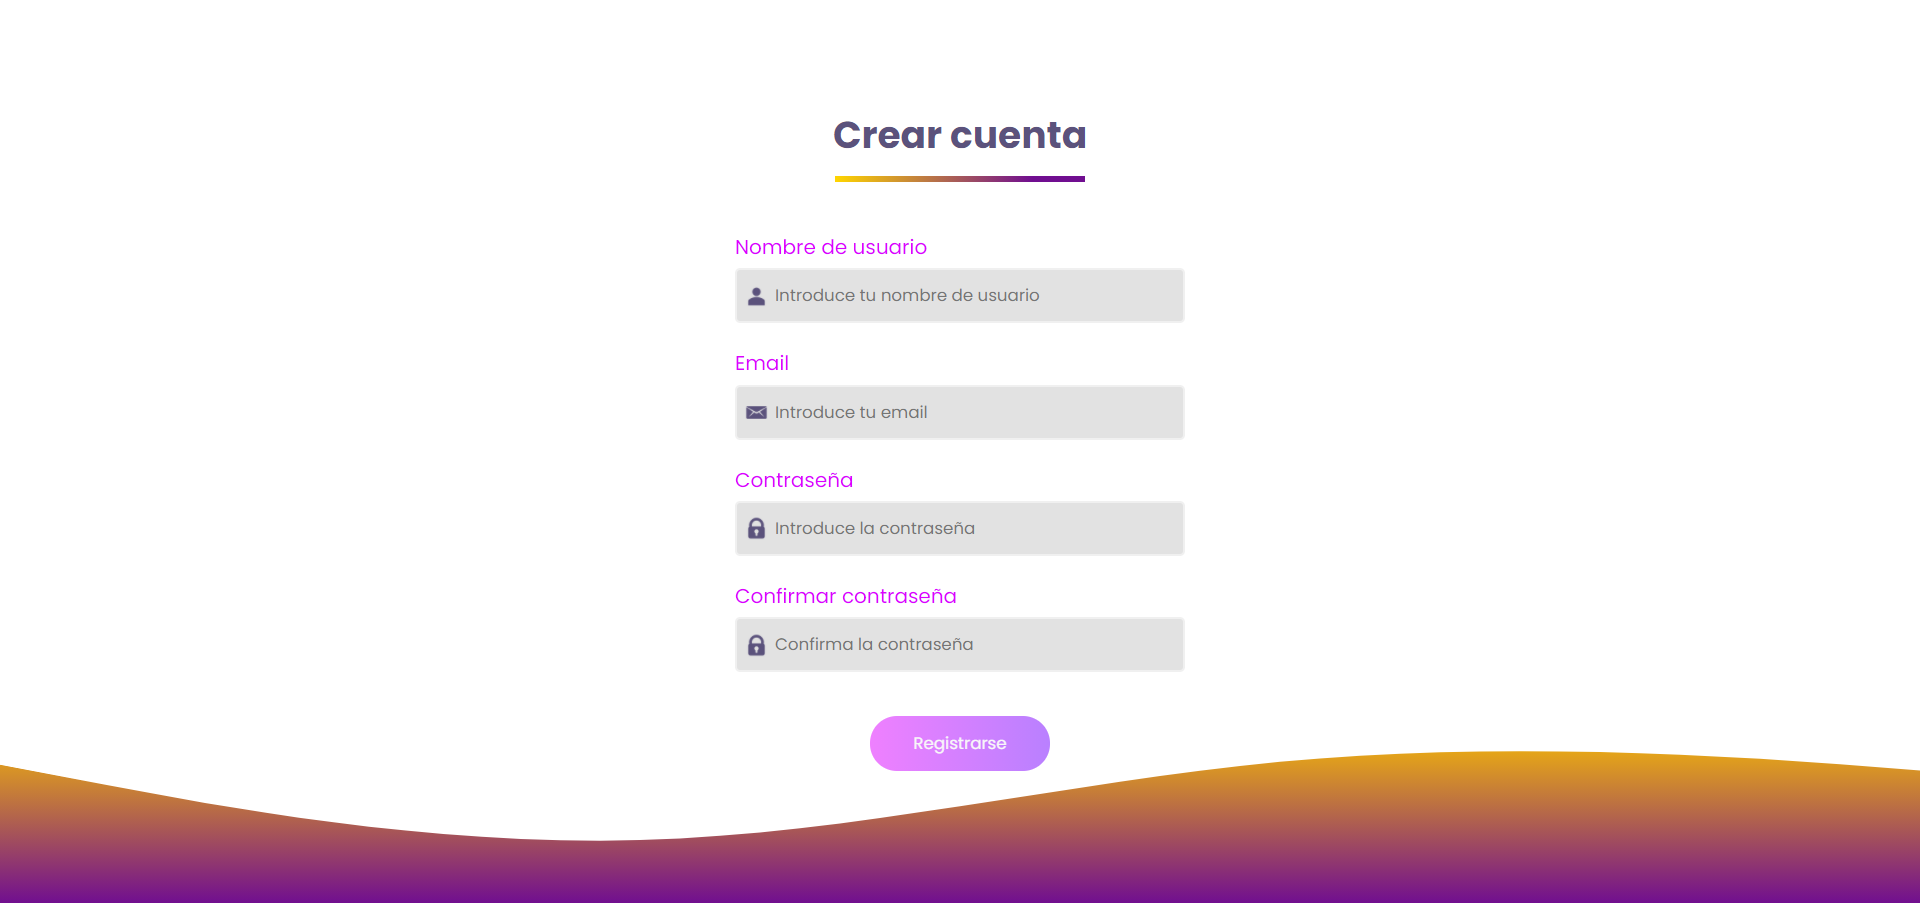 Crear cuenta
Nombre de usuario
Introduce tu nombre de usuario
Email
Introduce tu email
Contraseña
Introduce la contraseña
Confirmar contraseña
Confirma la contraseña
Registrarse